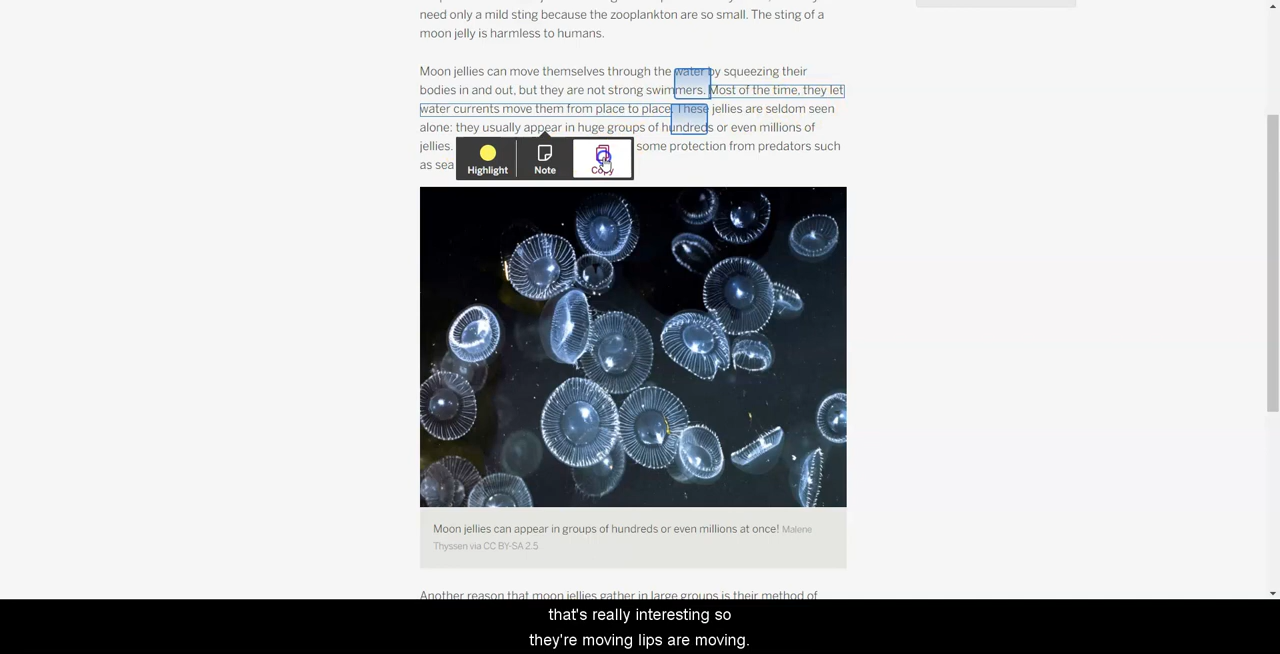 need only a mild sting because the zooplankton are so small. The sting of a
moon jelly is harmless to humans.
Moon jellies can move themselves through the water by squeezing their
bodies in and out, but they are not strong swimmers. Most of the time, they let
water currents move them from place to place. These jellies are seldom seen
alone: they usually appear in huge groups of hundreds or even millions of
jellies. some protection from predators such
as sea
Highlight
Note
Copy
Moon jellies can appear in groups of hundreds or even millions at once! Malene
Thyssen via CC BY-SA 2.5
Another reason that moon jellies gather in large groups is their method of
that's really interesting so
they're moving lips are moving.